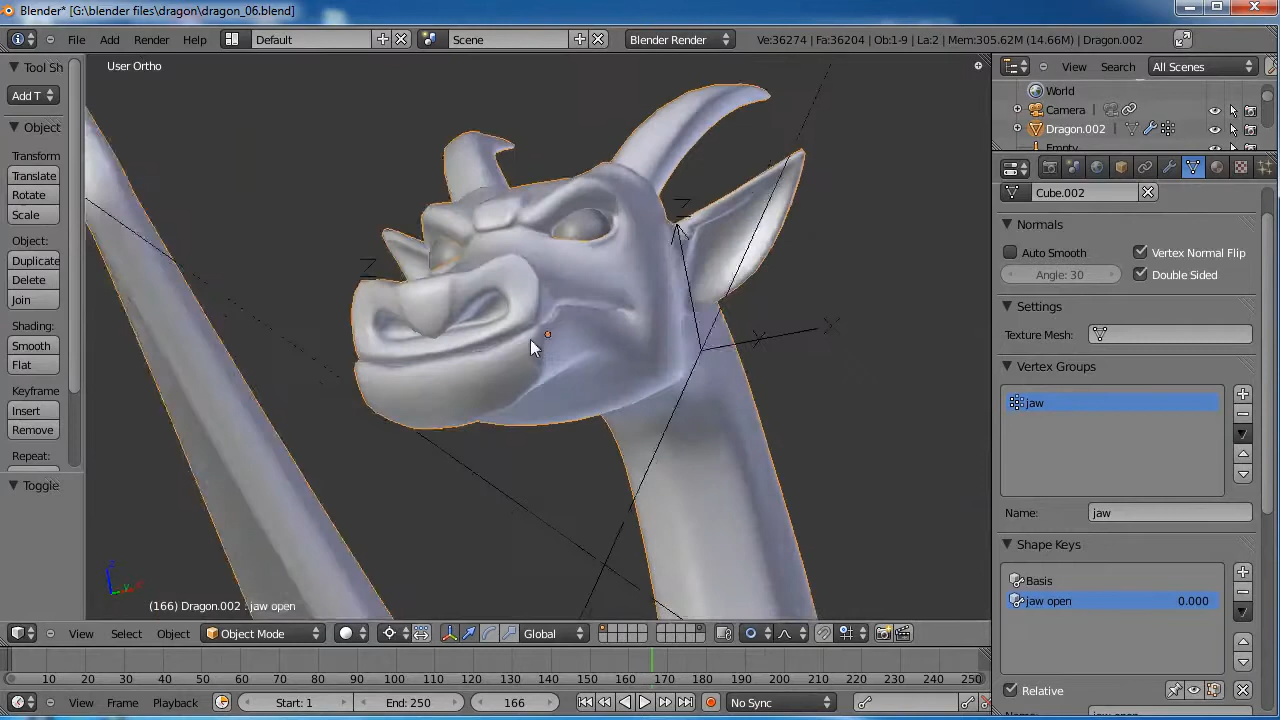 Blender* [G:\blender files\dragon\dragon_06.blend]
File Add Render Help Default Scene Blender Render Ve:36274 | Fa:36204 | Ob:1-9 | La:2 | Mem:305.62M (14.66M) | Dragon.002
Tool Sh
Add T
Object
Transform
Translate
Rotate
Scale
Object:
Duplicate
Delete
Join
Shading:
Smooth
Flat
Keyframe
Insert
Remove
Repeat:
Toggle
User Ortho
Z
Z
X
X
(166) Dragon.002 : jaw open
View Search All Scenes
World
Camera
Dragon.002
Cube.002
Normals
Auto Smooth Vertex Normal Flip
Angle: 30 Double Sided
Settings
Texture Mesh:
Vertex Groups
jaw
Name: jaw
Shape Keys
Basis
jaw open 0.000
Relative
View Select Object Object Mode Global
10 20 30 40 50 60 70 80 90 100 110 120 130 140 150 160 170 180 190 200 210 220 230 240 250
View Frame Playback Start: 1 End: 250 166 No Sync